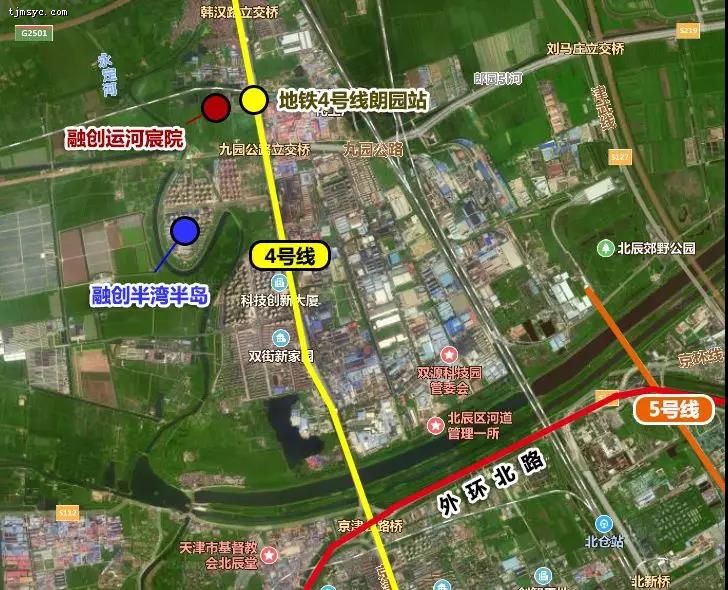 tjmsyc.com
韩汉路立交桥
G2501
S219
刘马庄立交桥
永定河
郎园引河
地铁4号线朗园站
融创运河宸院
九园公路立交桥
九园公路
S127
北辰郊野公园
4号线
融创半湾半岛
科技创新大厦
双街新家园
双源科技园
管委会
京环线
北辰区河道
管理一所
5号线
外环北路
S112
京津公路桥
天津市基督教
会北辰堂
北仓站
北新桥